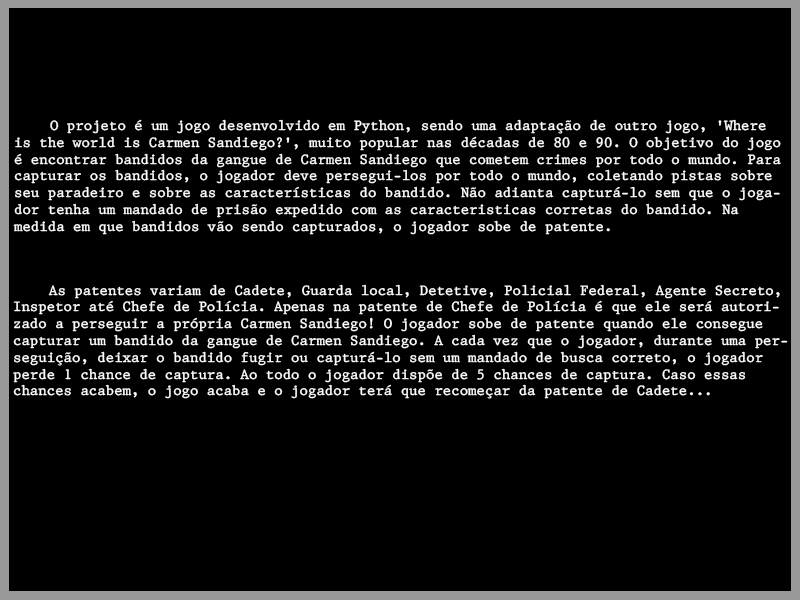 O projeto é um jogo desenvolvido em Python, sendo uma adaptação de outro jogo, 'Where
is the world is Carmen Sandiego?', muito popular nas décadas de 80 e 90. O objetivo do jogo
é encontrar bandidos da gangue de Carmen Sandiego que cometem crimes por todo o mundo. Para
capturar os bandidos, o jogador deve persegui-los por todo o mundo, coletando pistas sobre
seu paradeiro e sobre as características do bandido. Não adianta capturá-lo sem que o joga-
dor tenha um mandado de prisão expedido com as caracteristicas corretas do bandido. Na
medida em que bandidos vão sendo capturados, o jogador sobe de patente.
As patentes variam de Cadete, Guarda local, Detetive, Policial Federal, Agente Secreto,
Inspetor até Chefe de Polícia. Apenas na patente de Chefe de Polícia é que ele será autori-
zado a perseguir a própria Carmen Sandiego! O jogador sobe de patente quando ele consegue
capturar um bandido da gangue de Carmen Sandiego. A cada vez que o jogador, durante uma per-
seguição, deixar o bandido fugir ou capturá-lo sem um mandado de busca correto, o jogador
perde 1 chance de captura. Ao todo o jogador dispõe de 5 chances de captura. Caso essas
chances acabem, o jogo acaba e o jogador terá que recomeçar da patente de Cadete...